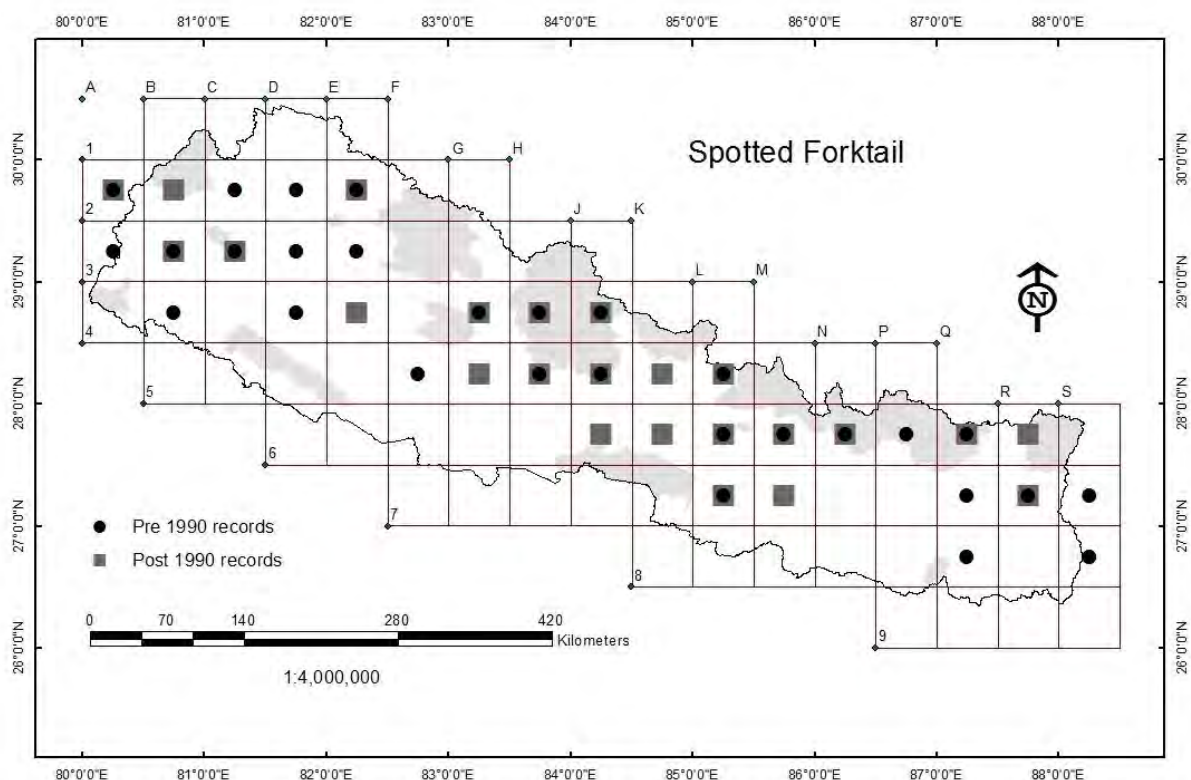 80°0'0"E 81°0'0"E 82°0'0"E 83°0'0"E 84°0'0"E 85°0'0"E 86°0'0"E 87°0'0"E 88°0'0"E
A B C D E F
Spotted Forktail
1 G H
30°0'0"N 30°0'0"N
2 J K
3 L M
29°0'0"N 29°0'0"N
N
4 N P Q
5 R S
28°0'0"N 28°0'0"N
6
7
27°0'0"N 27°0'0"N
Pre 1990 records
Post 1990 records
8
0 70 140 280 420
Kilometers
9
26°0'0"N 26°0'0"N
1:4,000,000
80°0'0"E 81°0'0"E 82°0'0"E 83°0'0"E 84°0'0"E 85°0'0"E 86°0'0"E 87°0'0"E 88°0'0"E